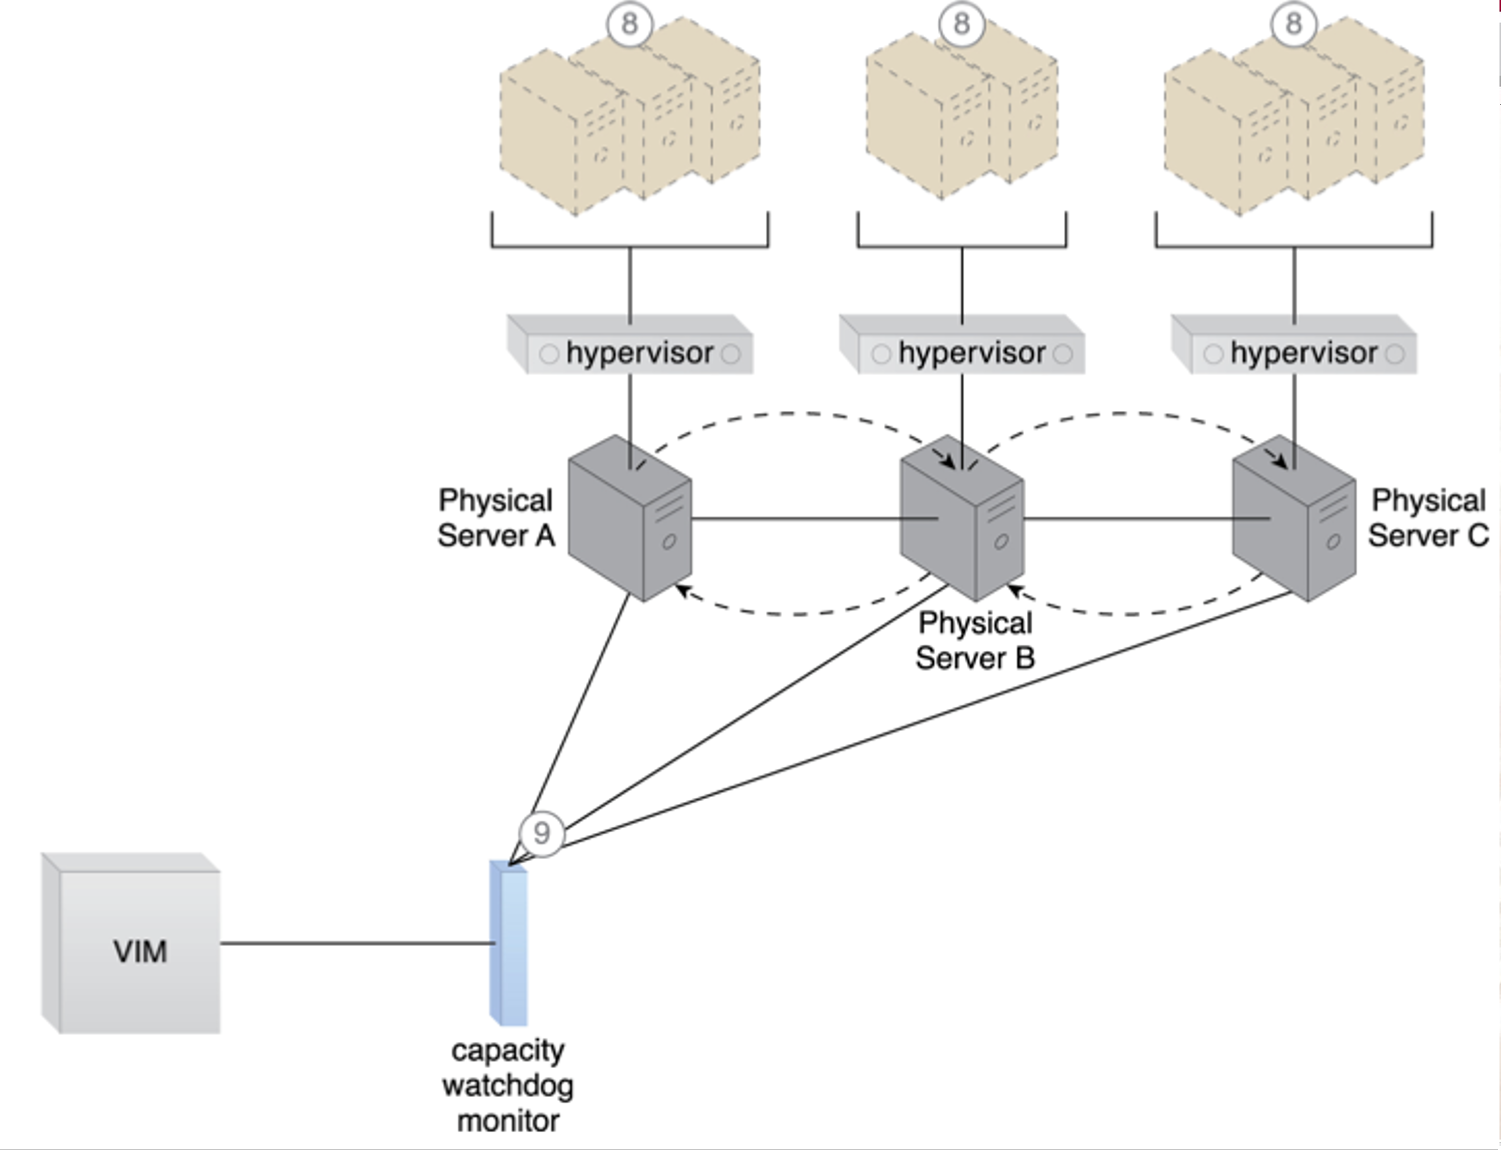 8
8
8
hypervisor
hypervisor
hypervisor
Physical
Server A
Physical
Server C
Physical
Server B
9
VIM
capacity
watchdog
monitor